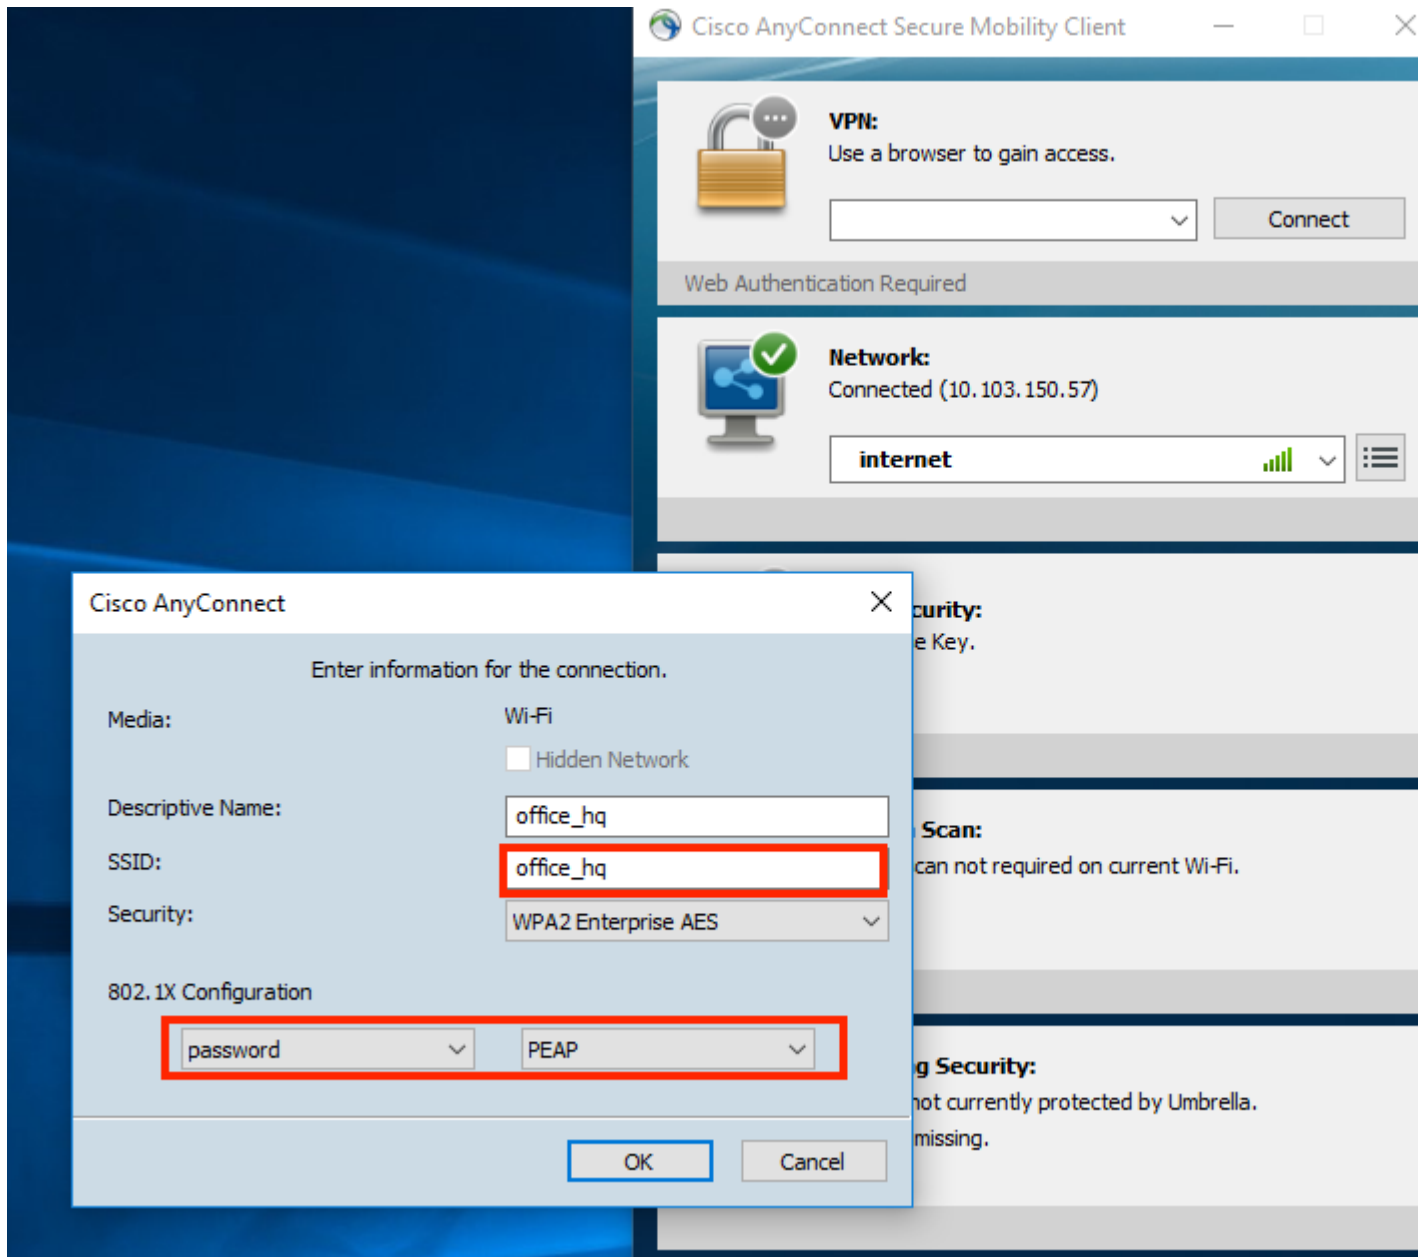 Cisco AnyConnect Secure Mobility Client
VPN:
Use a browser to gain access.
Connect
Web Authentication Required
Network:
Connected (10.103.150.57)
internet
curity:
e Key.
Scan:
can not required on current Wi-Fi.
g Security:
not currently protected by Umbrella.
missing.
Cisco AnyConnect
Enter information for the connection.
Media: Wi-Fi
Hidden Network
Descriptive Name: office_hq
SSID: office_hq
Security: WPA2 Enterprise AES
802.1X Configuration
password PEAP
OK Cancel